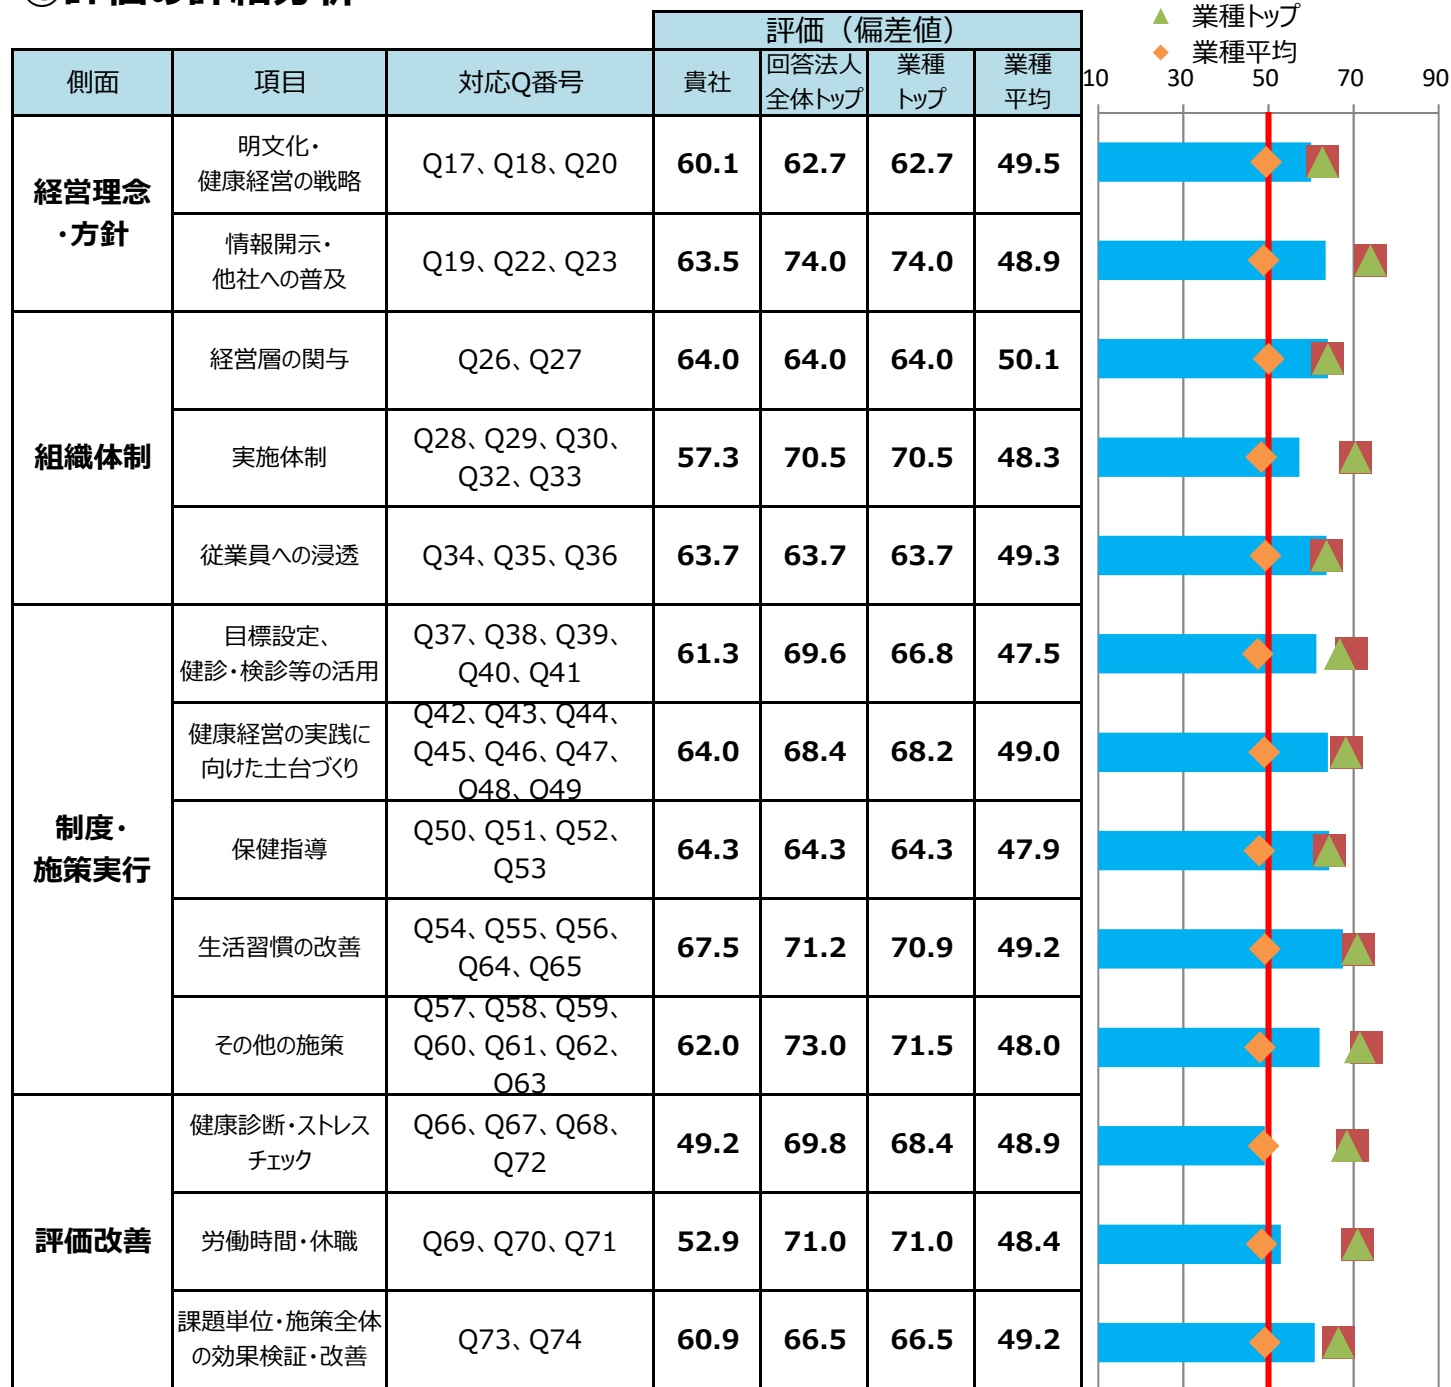 評価（偏差値）
▲ 業種トップ
◆ 業種平均
側面 項目 対応Q番号 貴社 回答法人 業種 業種
全体トップ トップ 平均
10 30 50 70 90
経営理念
・方針
明文化・
健康経営の戦略
Q17、Q18、Q20 60.1 62.7 62.7 49.5
情報開示・
他社への普及
Q19、Q22、Q23 63.5 74.0 74.0 48.9
組織体制
経営層の関与 Q26、Q27 64.0 64.0 64.0 50.1
実施体制
Q28、Q29、Q30、
Q32、Q33
57.3 70.5 70.5 48.3
従業員への浸透 Q34、Q35、Q36 63.7 63.7 63.7 49.3
制度・
施策実行
目標設定、
健診・検診等の活用
Q37、Q38、Q39、
Q40、Q41
61.3 69.6 66.8 47.5
健康経営の実践に
向けた土台づくり
Q42、Q43、Q44、
Q45、Q46、Q47、
Q48、Q49
64.0 68.4 68.2 49.0
保健指導
Q50、Q51、Q52、
Q53
64.3 64.3 64.3 47.9
生活習慣の改善
Q54、Q55、Q56、
Q64、Q65
67.5 71.2 70.9 49.2
その他の施策
Q57、Q58、Q59、
Q60、Q61、Q62、
Q63
62.0 73.0 71.5 48.0
評価改善
健康診断・ストレス
チェック
Q66、Q67、Q68、
Q72
49.2 69.8 68.4 48.9
労働時間・休職 Q69、Q70、Q71 52.9 71.0 71.0 48.4
課題単位・施策全体
の効果検証・改善
Q73、Q74 60.9 66.5 66.5 49.2